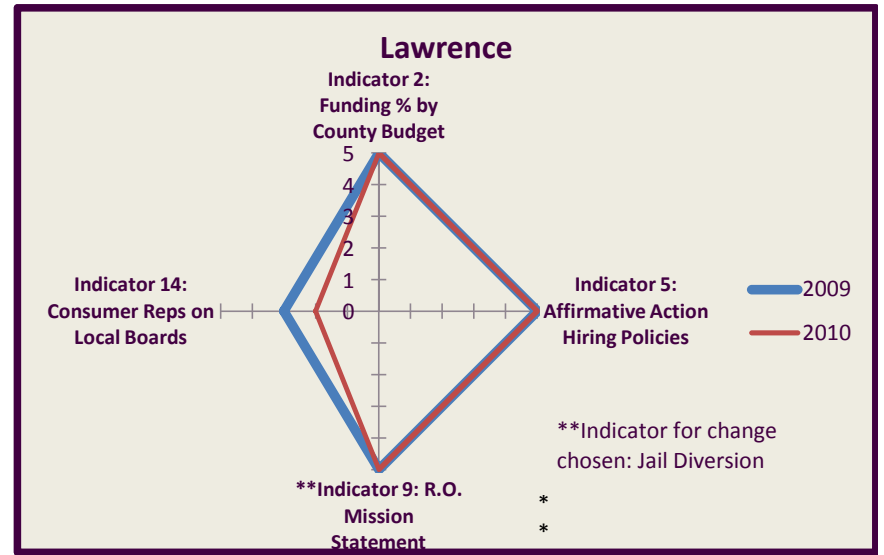 Lawrence
Indicator 2:
Funding % by
County Budget
5
4
3
2
1
0
Indicator 14:
Consumer Reps on
Local Boards
Indicator 5:
Affirmative Action
Hiring Policies
2009
2010
**Indicator for change
chosen: Jail Diversion
**Indicator 9: R.O.
Mission
Statement
*
*